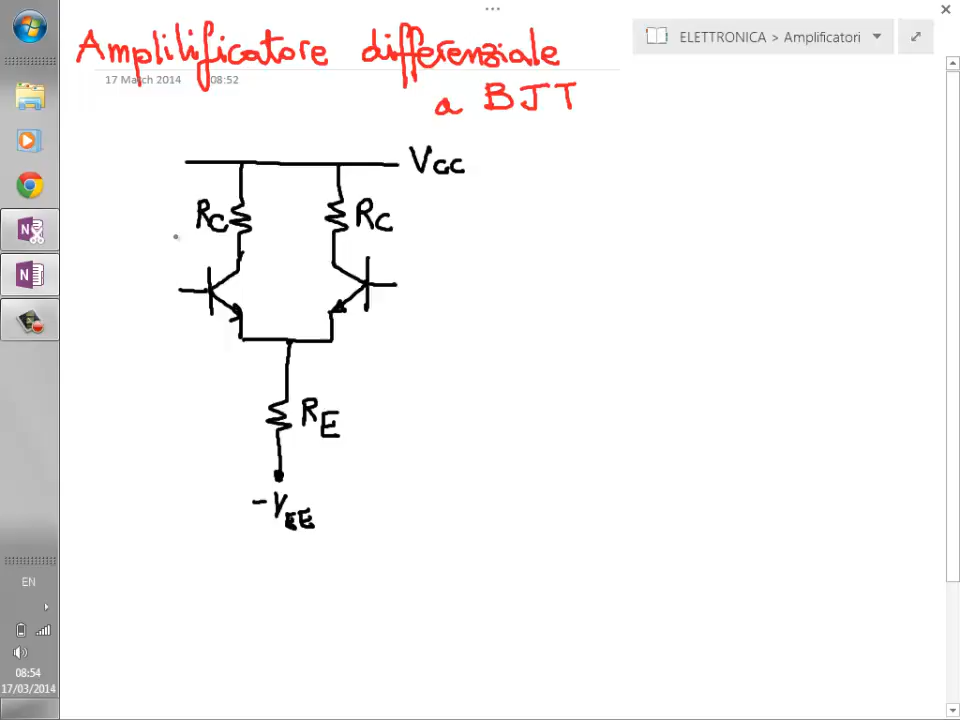 Amplilificatore differenziale
a BJT
ELETTRONICA > Amplificatori
17 March 2014 08:52
VCC
RC RC
RE
-VEE
EN
08:54
17/03/2014